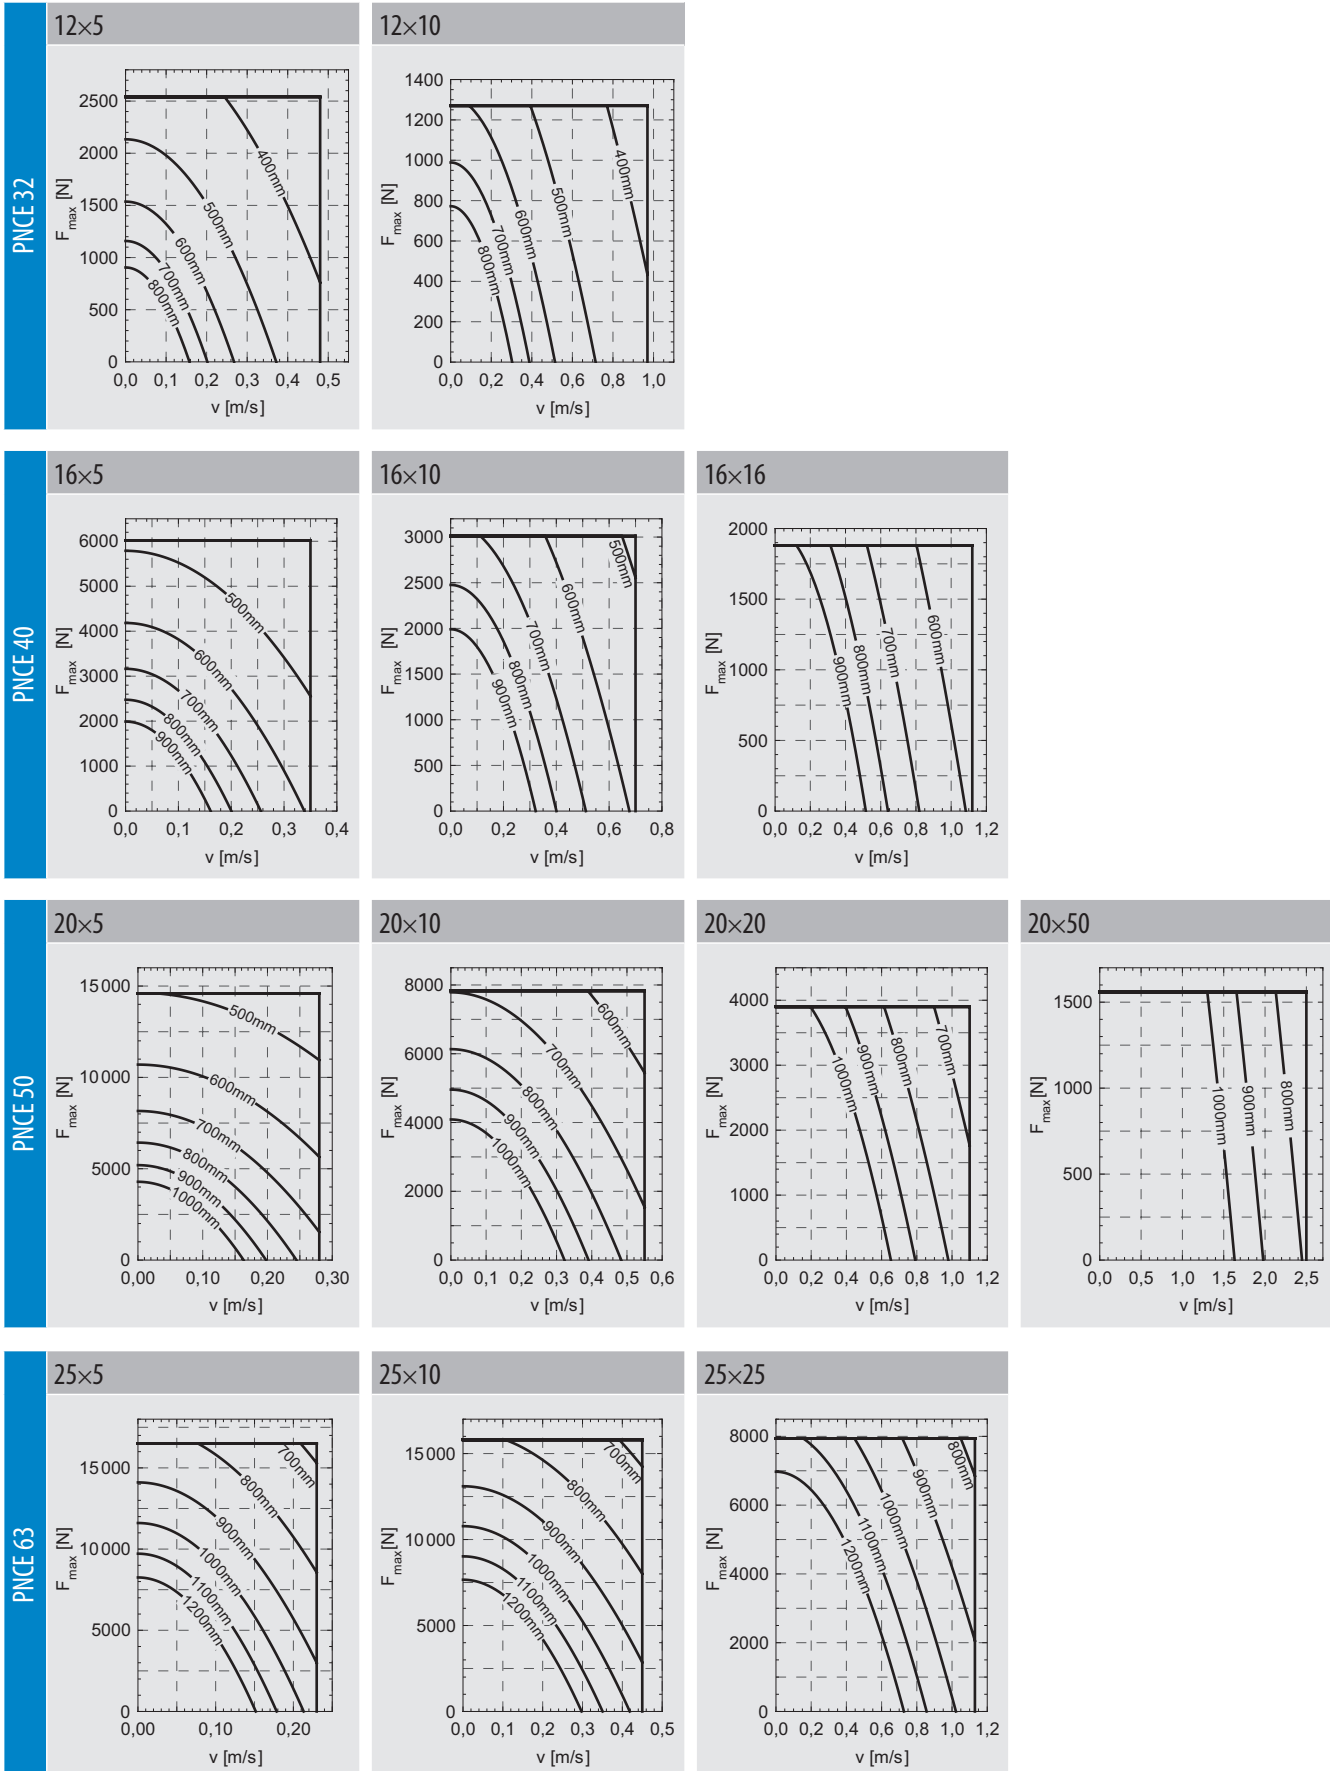 PNCE 32
12×5
2500
2000
1500
1000
500
0
F max [N]
400mm
500mm
600mm
700mm
800mm
0,0 0,1 0,2 0,3 0,4 0,5
v [m/s]
12×10
1400
1200
1000
800
600
400
200
0
F max [N]
400mm
500mm
600mm
700mm
800mm
0,0 0,2 0,4 0,6 0,8 1,0
v [m/s]
PNCE 40
16×5
6000
5000
4000
3000
2000
1000
0
F max [N]
500mm
600mm
700mm
800mm
900mm
0,0 0,1 0,2 0,3 0,4
v [m/s]
16×10
3000
2500
2000
1500
1000
500
0
F max [N]
500mm
600mm
700mm
800mm
900mm
0,0 0,2 0,4 0,6 0,8
v [m/s]
16×16
2000
1500
1000
500
0
F max [N]
600mm
700mm
800mm
900mm
0,0 0,2 0,4 0,6 0,8 1,0 1,2
v [m/s]
PNCE 50
20×5
15000
10000
5000
0
F max [N]
500mm
600mm
700mm
800mm
900mm
1000mm
0,00 0,10 0,20 0,30
v [m/s]
20×10
8000
6000
4000
2000
0
F max [N]
600mm
700mm
800mm
900mm
1000mm
0,0 0,1 0,2 0,3 0,4 0,5 0,6
v [m/s]
20×20
4000
3000
2000
1000
0
F max [N]
700mm
800mm
900mm
1000mm
0,0 0,2 0,4 0,6 0,8 1,0 1,2
v [m/s]
20×50
1500
1000
500
0
F max [N]
800mm
900mm
1000mm
0,0 0,5 1,0 1,5 2,0 2,5
v [m/s]
PNCE 63
25×5
15000
10000
5000
0
F max [N]
700mm
800mm
900mm
1000mm
1100mm
1200mm
0,00 0,10 0,20
v [m/s]
25×10
15000
10000
5000
0
F max [N]
700mm
800mm
900mm
1000mm
1100mm
1200mm
0,0 0,1 0,2 0,3 0,4 0,5
v [m/s]
25×25
8000
6000
4000
2000
0
F max [N]
800mm
900mm
1000mm
1100mm
1200mm
0,0 0,2 0,4 0,6 0,8 1,0 1,2
v [m/s]